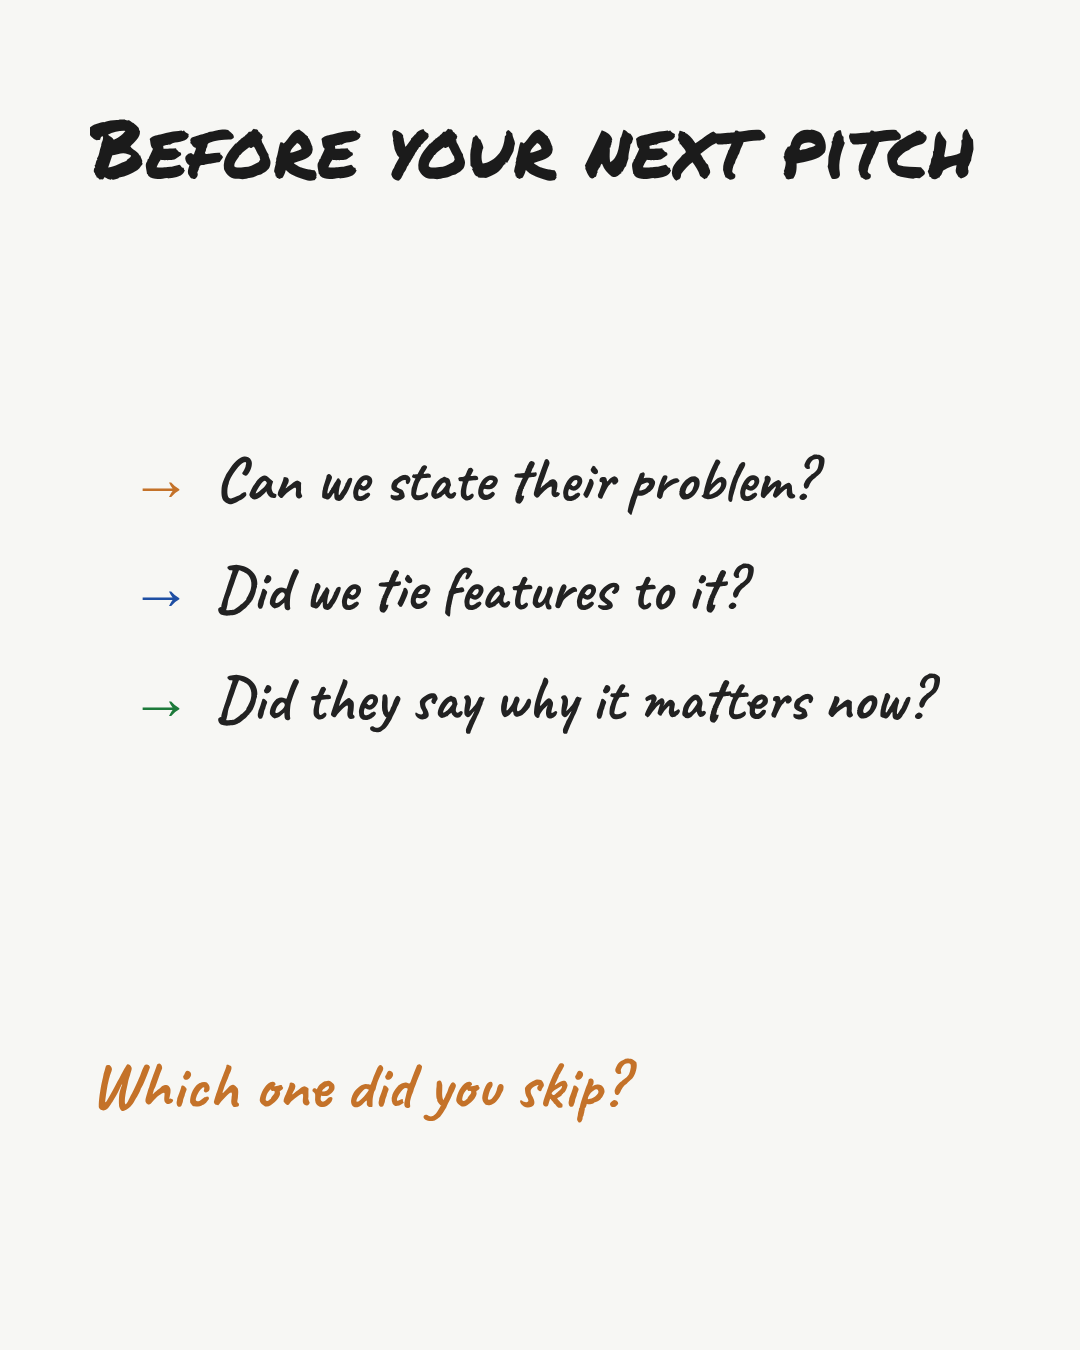 Before your next pitch
→ Can we state their problem?
→ Did we tie features to it?
→ Did they say why it matters now?
Which one did you skip?